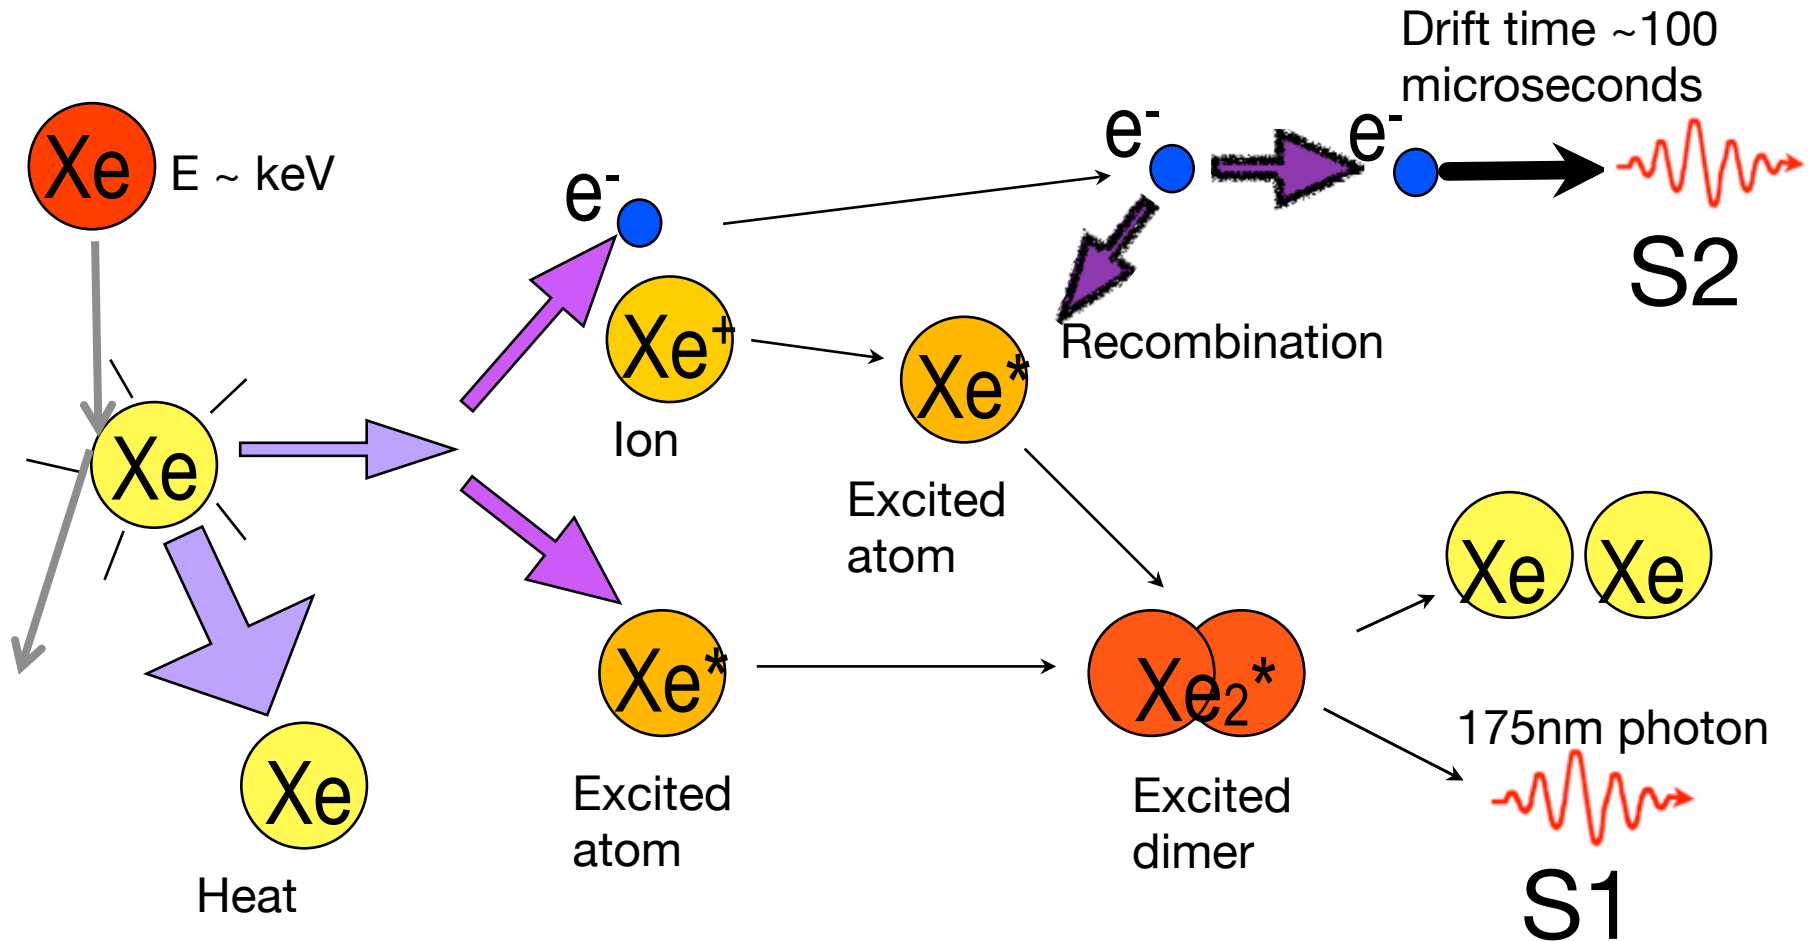 Drift time ~100
microseconds
Xe
E ~ keV
e-
e-
e-
S2
Xe+
Recombination
Xe*
Ion
Xe
Excited
atom
Xe
Xe
Xe*
Xe2*
175nm photon
Xe
Excited
atom
Excited
dimer
Heat
S1